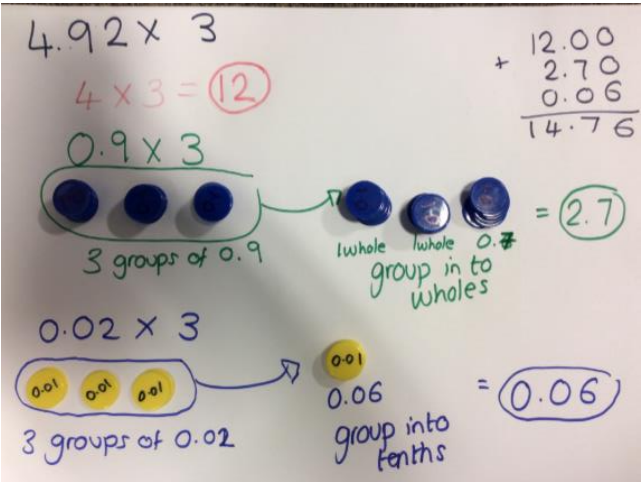 4.92 × 3
4 × 3 = 12
12.00
+ 2.70
0.06
14.76
0.9 × 3
3 groups of 0.9
1whole 1whole 0.7
group in to
wholes
= 2.7
0.02 × 3
0.01 0.01 0.01
3 groups of 0.02
0.01
0.06
group into
tenths
= 0.06